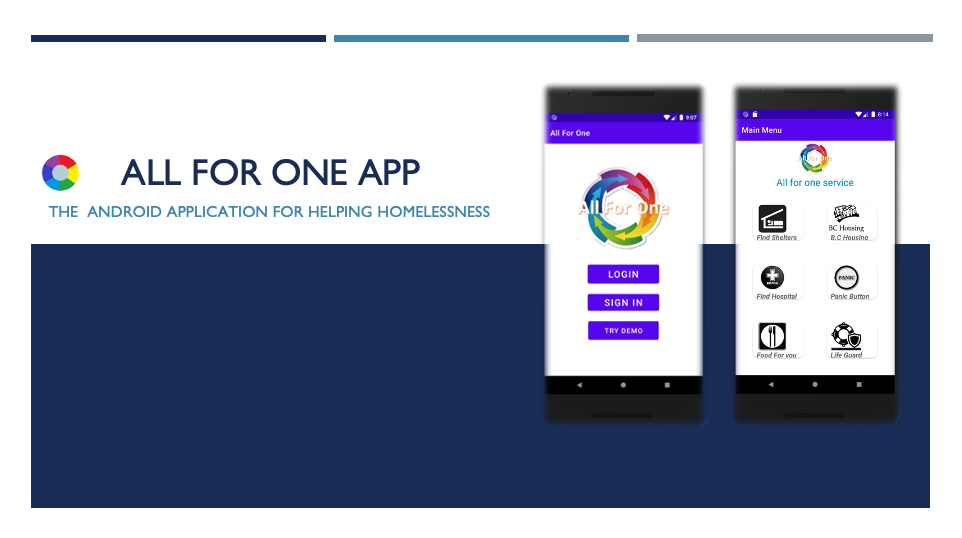 ALL FOR ONE APP
THE ANDROID APPLICATION FOR HELPING HOMELESSNESS
9:07
All For One
All For One
LOGIN
SIGN IN
TRY DEMO
8:14
Main Menu
All for One
All for one service
Find Shelters
BC Housing
B.C Housing
Find Hospital
PANIC
Panic Button
Food For you
Life Guard